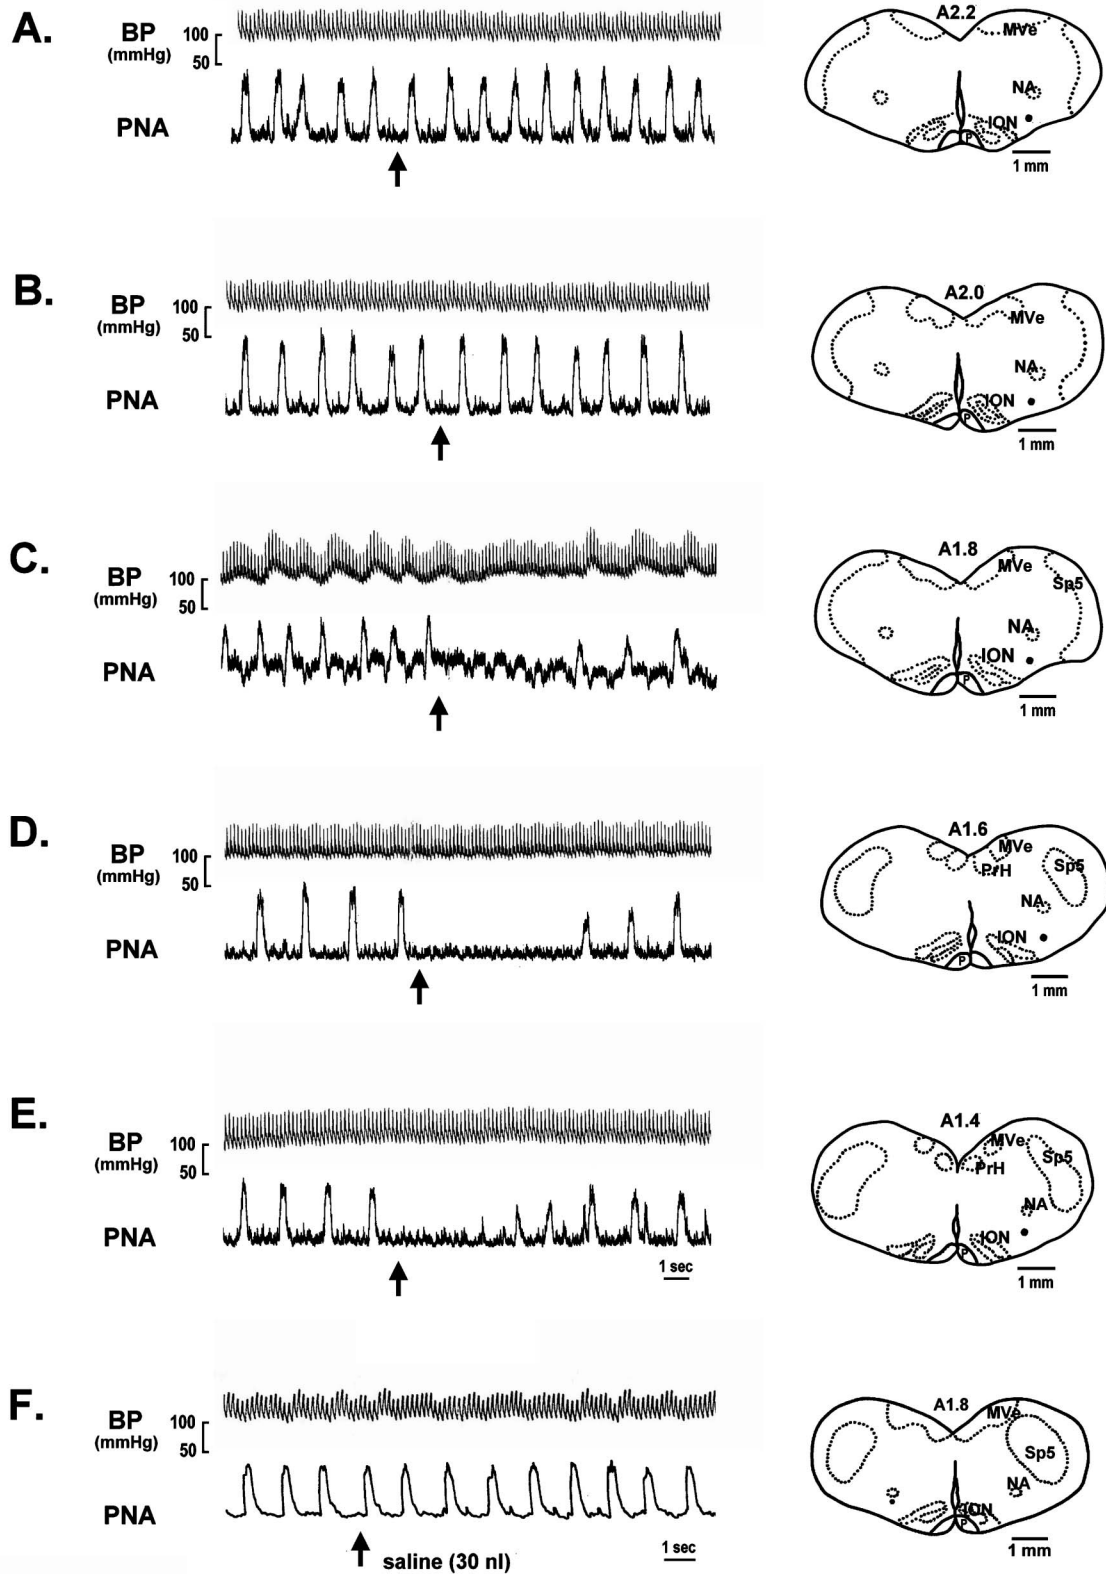 A.
BP
(mmHg)
100
50
PNA
A2.2
MVe
NA
ION
P
1 mm
B.
BP
(mmHg)
100
50
PNA
A2.0
MVe
NA
ION
P
1 mm
C.
BP
(mmHg)
100
50
PNA
A1.8
MVe
Sp5
NA
ION
P
1 mm
D.
BP
(mmHg)
100
50
PNA
A1.6
MVe
PrH
Sp5
NA
ION
P
1 mm
E.
BP
(mmHg)
100
50
PNA
1 sec
A1.4
MVe
Sp5
PrH
NA
ION
P
1 mm
F.
BP
(mmHg)
100
50
PNA
saline (30 nl)
1 sec
A1.8
MVe
Sp5
NA
ION
P
1 mm